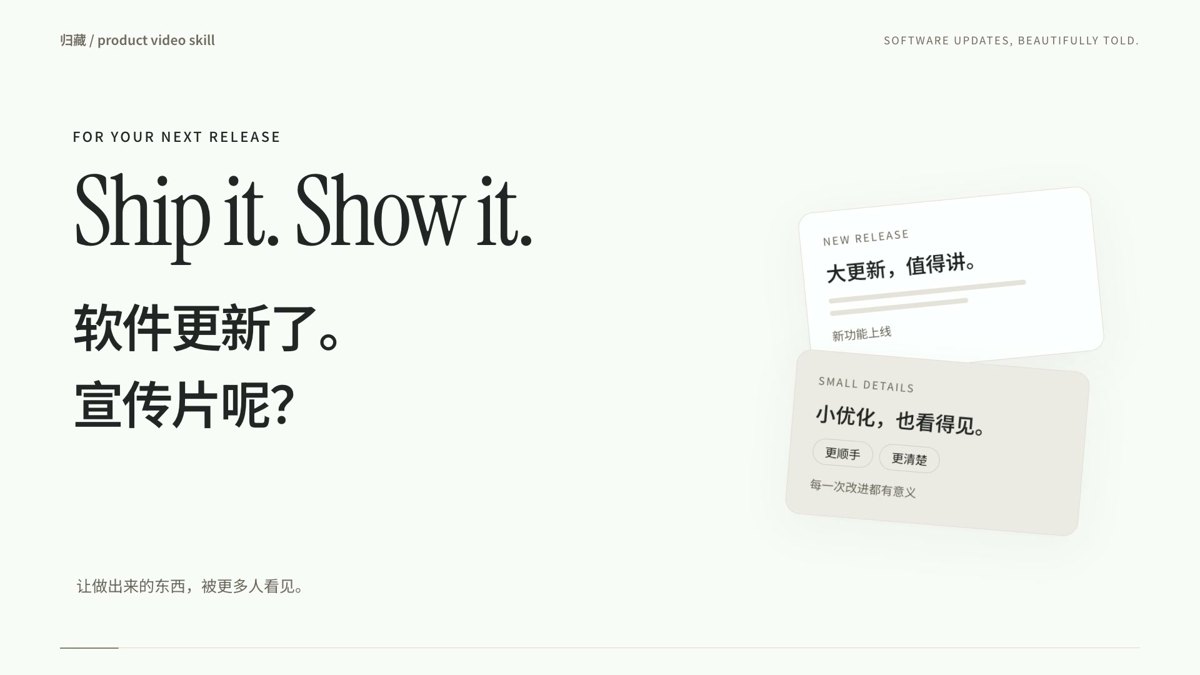 归藏 / product video skill
SOFTWARE UPDATES, BEAUTIFULLY TOLD.
FOR YOUR NEXT RELEASE
Ship it. Show it.
软件更新了。
宣传片呢？
NEW RELEASE
大更新，值得讲。
新功能上线
SMALL DETAILS
小优化，也看得见。
更顺手 更清楚
每一次改进都有意义
让做出来的东西，被更多人看见。